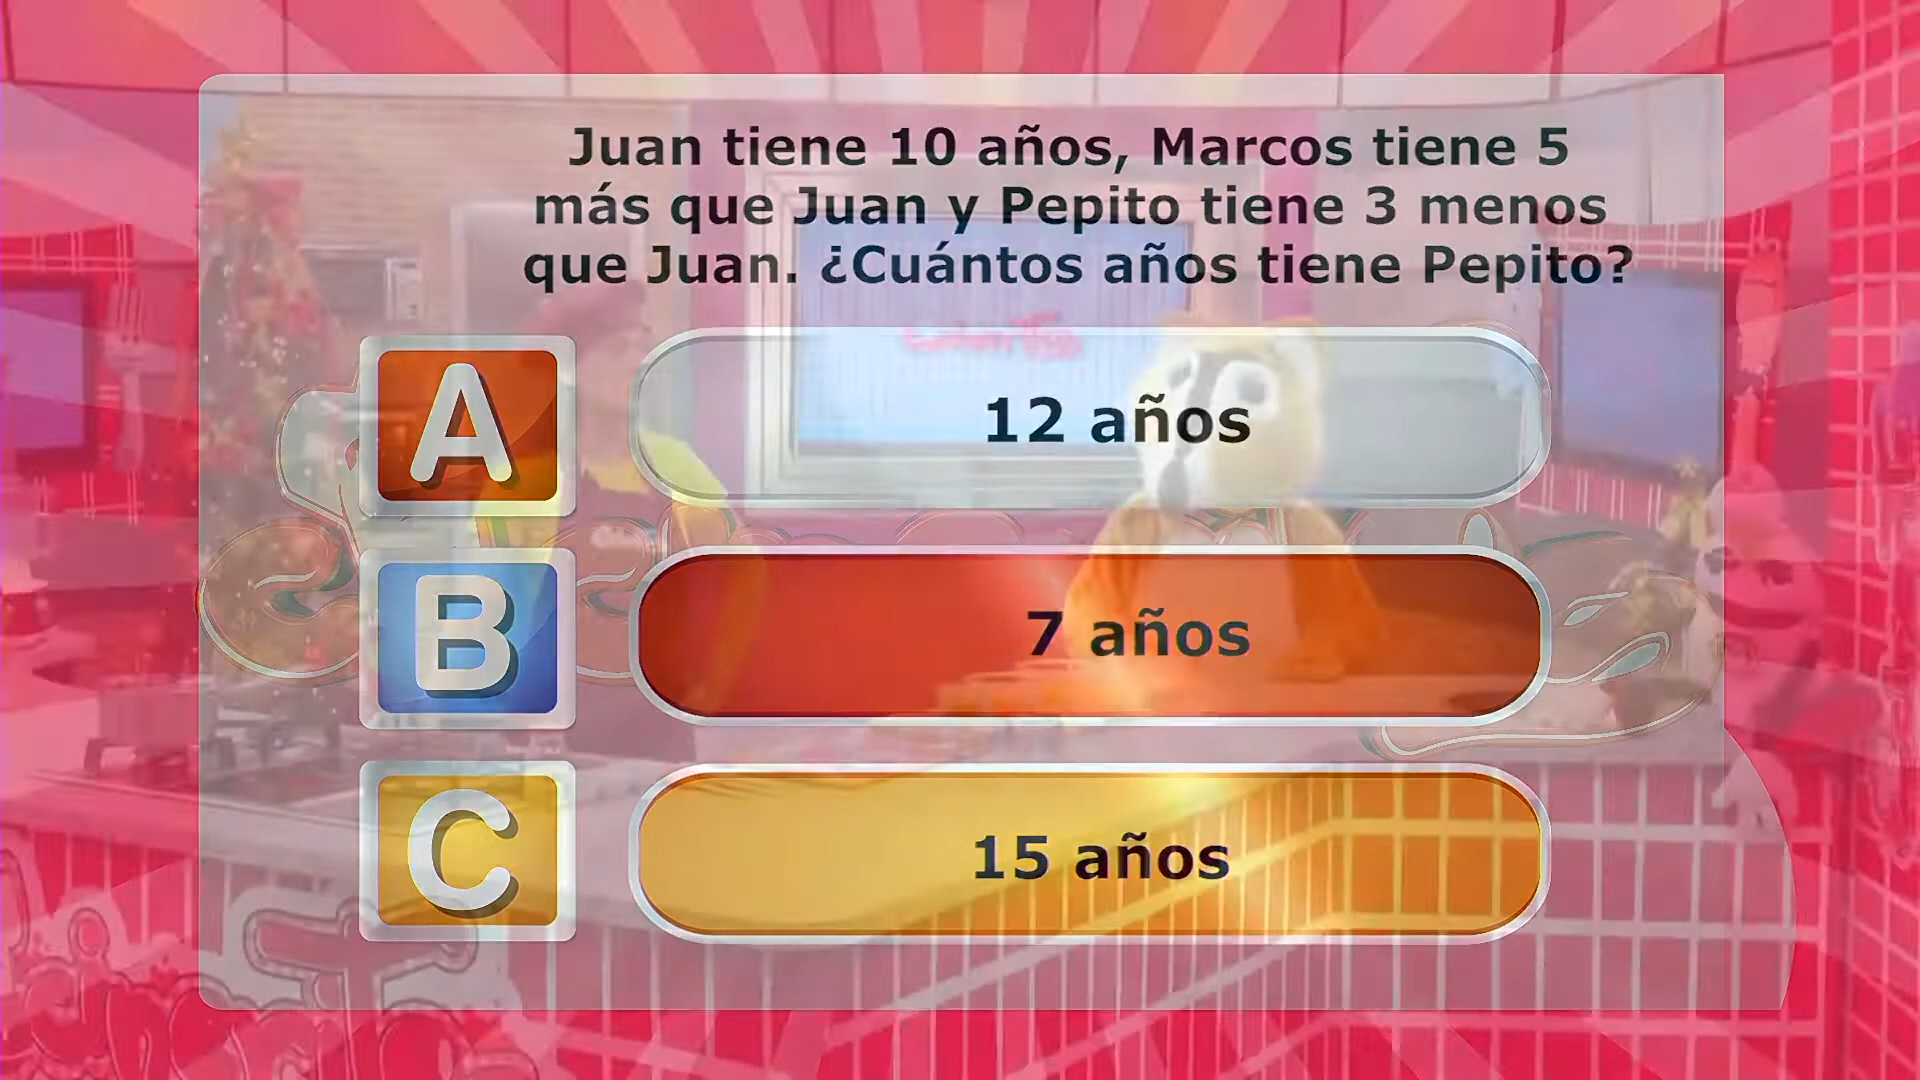 Juan tiene 10 años, Marcos tiene 5
más que Juan y Pepito tiene 3 menos
que Juan. ¿Cuántos años tiene Pepito?
A
12 años
B
7 años
C
15 años